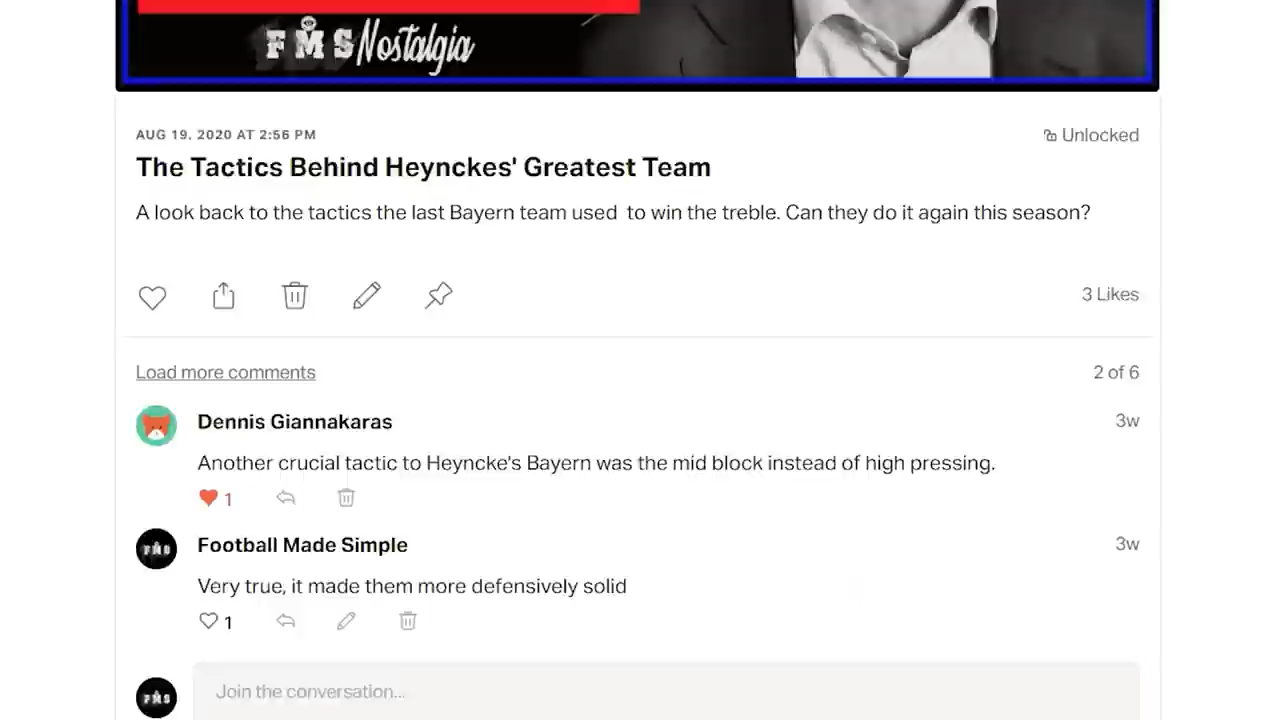 FMS Nostalgia
AUG 19, 2020 AT 2:56 PM
Unlocked
The Tactics Behind Heynckes' Greatest Team
A look back to the tactics the last Bayern team used to win the treble. Can they do it again this season?
3 Likes
Load more comments
2 of 6
Dennis Giannakaras
3w
Another crucial tactic to Heyncke's Bayern was the mid block instead of high pressing.
1
Football Made Simple
3w
FMS
Very true, it made them more defensively solid
1
FMS
Join the conversation...